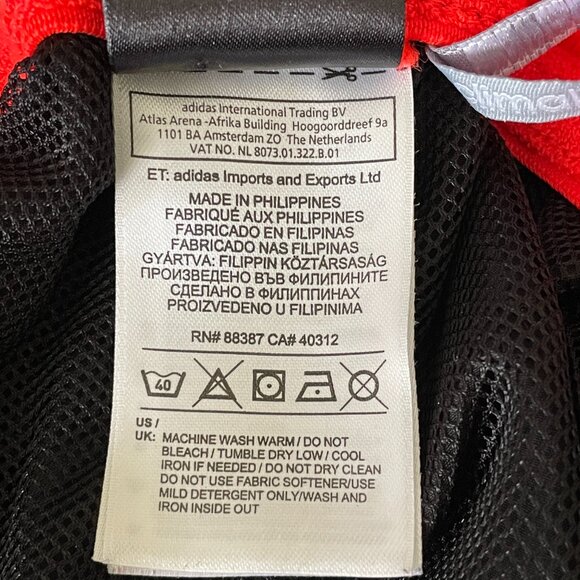 adidas International Trading BV
Atlas Arena -Afrika Building Hoogoorddreef 9a
1101 BA Amsterdam ZO The Netherlands
VAT NO. NL 8073.01.322.B.01
ET: adidas Imports and Exports Ltd
MADE IN PHILIPPINES
FABRIQUÉ AUX PHILIPPINES
FABRICADO EN FILIPINAS
FABRICADO NAS FILIPINAS
GYÁRTVA: FILIPPIN KÖZTÁRSASÁG
ПРОИЗВЕДЕНО ВЪВ ФИЛИПИНИТЕ
СДЕЛАНО В ФИЛИППИНАХ
PROIZVEDENO U FILIPINIMA
RN# 88387 CA# 40312
40
US /
UK: MACHINE WASH WARM / DO NOT
BLEACH / TUMBLE DRY LOW / COOL
IRON IF NEEDED / DO NOT DRY CLEAN
DO NOT USE FABRIC SOFTENER/USE
MILD DETERGENT ONLY/WASH AND
IRON INSIDE OUT